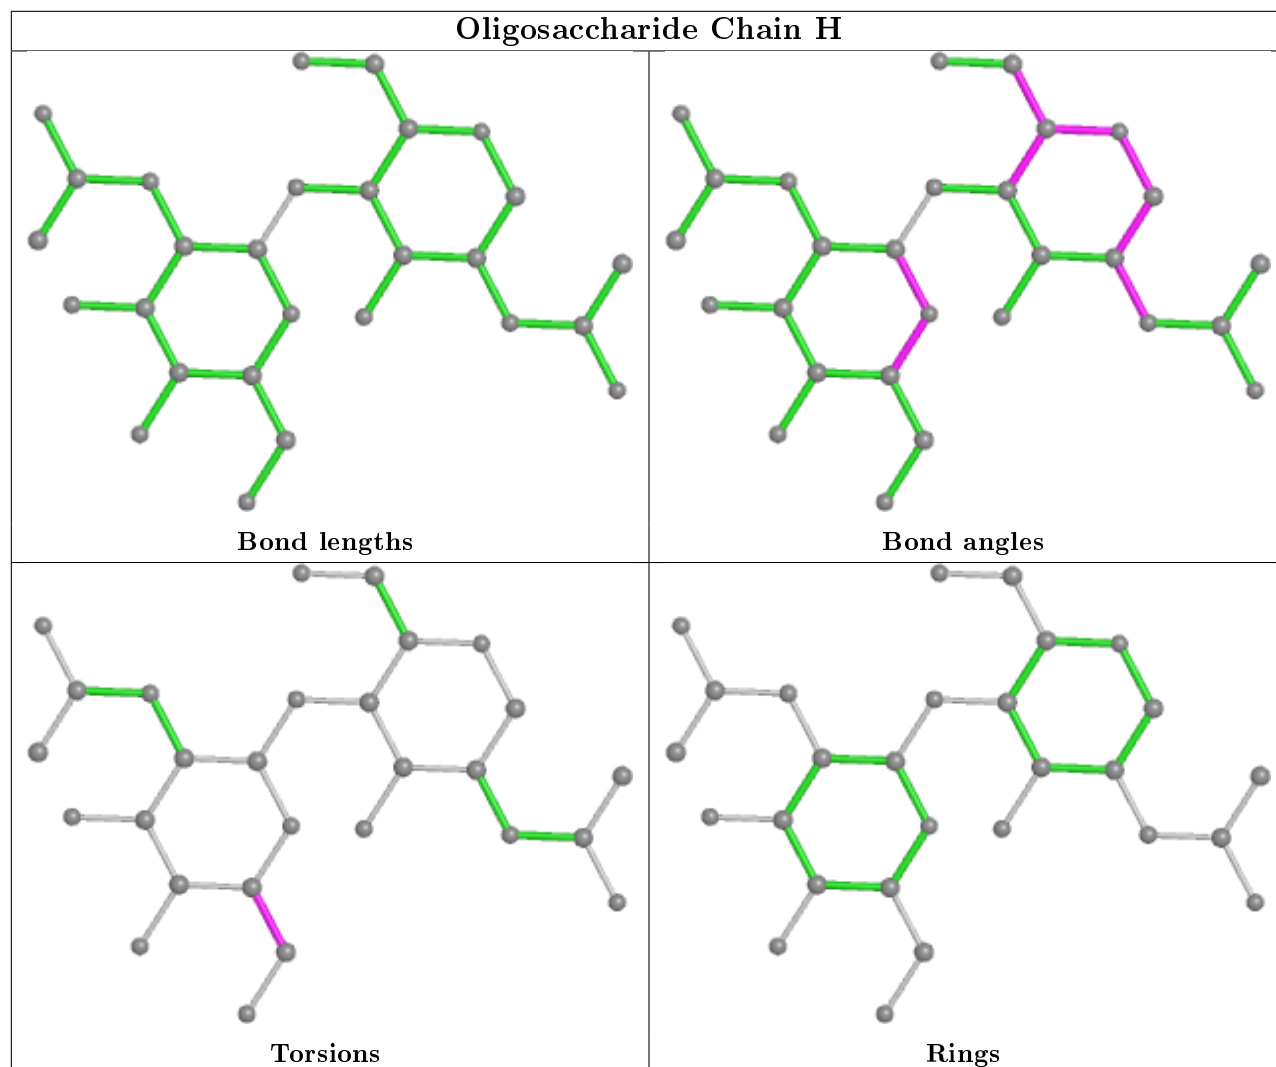 Oligosaccharide Chain H
Bond lengths
Bond angles
Torsions
Rings